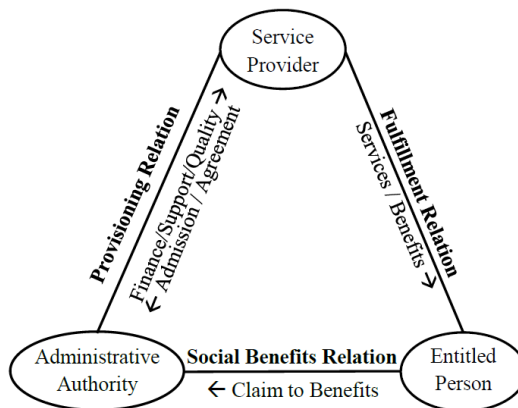 Service
Provider
Provisioning Relation
Finance/Support/Quality →
← Admission / Agreement
Fulfillment Relation
Services / Benefits →
Administrative
Authority
Social Benefits Relation
← Claim to Benefits
Entitled
Person